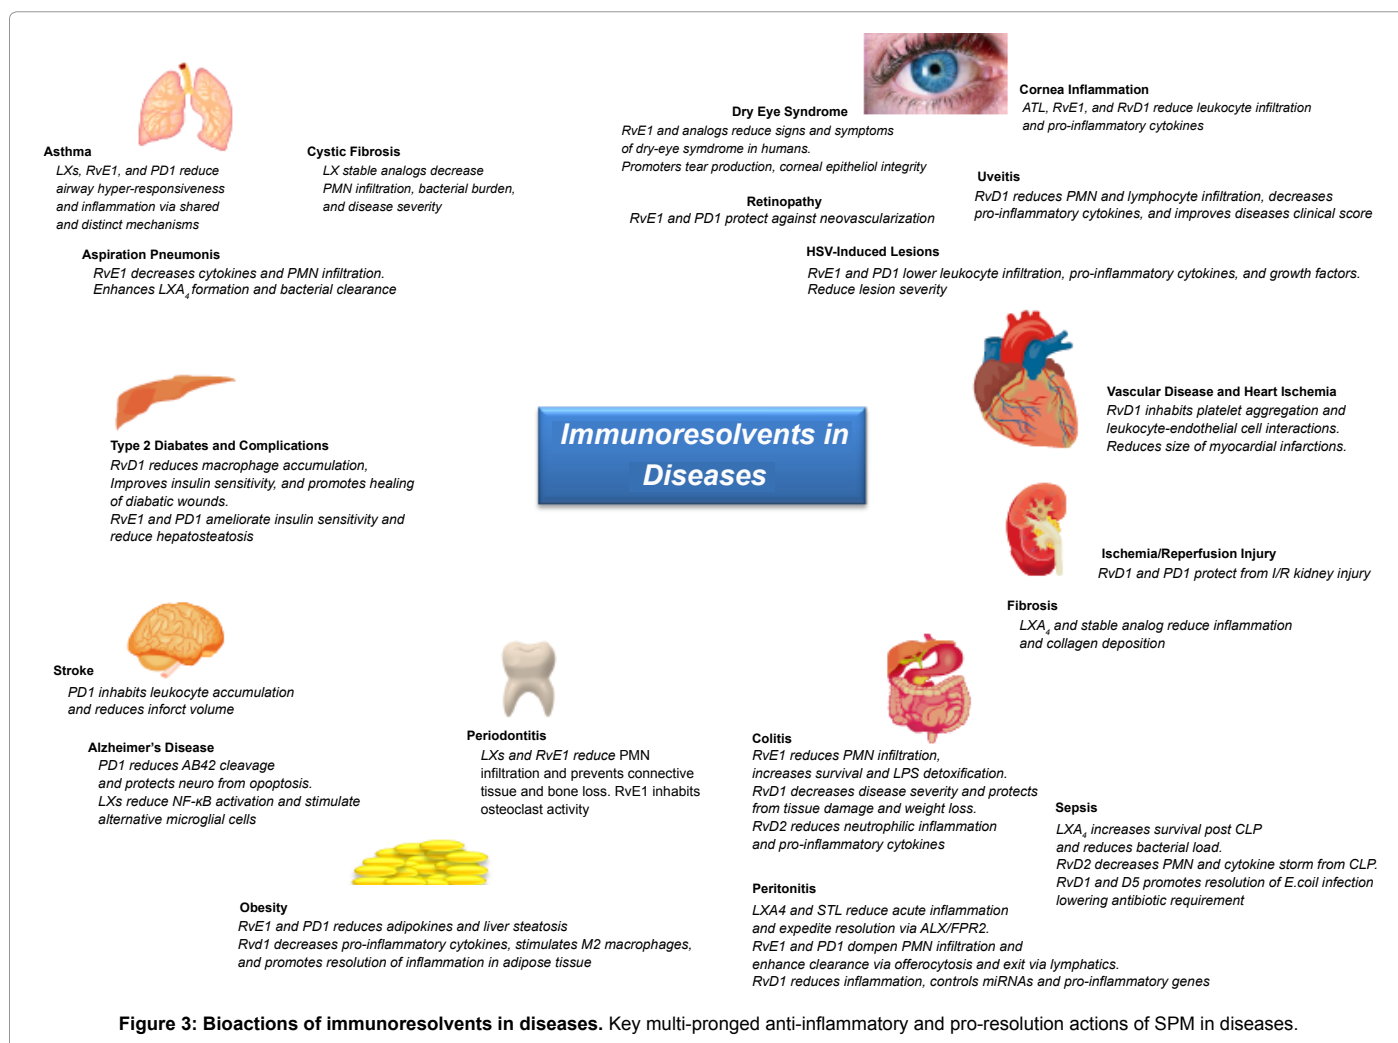 Asthma
LXs, RvE1, and PD1 reduce
airway hyper-responsiveness
and inflammation via shared
and distinct mechanisms
Cystic Fibrosis
LX stable analogs decrease
PMN infiltration, bacterial burden,
and disease severity
Aspiration Pneumonis
RvE1 decreases cytokines and PMN infiltration.
Enhances LXA4 formation and bacterial clearance
Dry Eye Syndrome
RvE1 and analogs reduce signs and symptoms
of dry-eye symdrome in humans.
Promoters tear production, corneal epitheliol integrity
Cornea Inflammation
ATL, RvE1, and RvD1 reduce leukocyte infiltration
and pro-inflammatory cytokines
Retinopathy
RvE1 and PD1 protect against neovascularization
Uveitis
RvD1 reduces PMN and lymphocyte infiltration, decreases
pro-inflammatory cytokines, and improves diseases clinical score
HSV-Induced Lesions
RvE1 and PD1 lower leukocyte infiltration, pro-inflammatory cytokines, and growth factors.
Reduce lesion severity
Type 2 Diabates and Complications
RvD1 reduces macrophage accumulation,
Improves insulin sensitivity, and promotes healing
of diabatic wounds.
RvE1 and PD1 ameliorate insulin sensitivity and
reduce hepatosteatosis
Immunoresolvents in
Diseases
Vascular Disease and Heart Ischemia
RvD1 inhabits platelet aggregation and
leukocyte-endothelial cell interactions.
Reduces size of myocardial infarctions.
Ischemia/Reperfusion Injury
RvD1 and PD1 protect from I/R kidney injury
Fibrosis
LXA4 and stable analog reduce inflammation
and collagen deposition
Stroke
PD1 inhabits leukocyte accumulation
and reduces inforct volume
Alzheimer's Disease
PD1 reduces AB42 cleavage
and protects neuro from opoptosis.
LXs reduce NF-κB activation and stimulate
alternative microglial cells
Periodontitis
LXs and RvE1 reduce PMN
infiltration and prevents connective
tissue and bone loss. RvE1 inhabits
osteoclast activity
Colitis
RvE1 reduces PMN infiltration,
increases survival and LPS detoxification.
RvD1 decreases disease severity and protects
from tissue damage and weight loss.
RvD2 reduces neutrophilic inflammation
and pro-inflammatory cytokines
Sepsis
LXA4 increases survival post CLP
and reduces bacterial load.
RvD2 decreases PMN and cytokine storm from CLP.
RvD1 and D5 promotes resolution of E.coli infection
lowering antibiotic requirement
Obesity
RvE1 and PD1 reduces adipokines and liver steatosis
Rvd1 decreases pro-inflammatory cytokines, stimulates M2 macrophages,
and promotes resolution of inflammation in adipose tissue
Peritonitis
LXA4 and STL reduce acute inflammation
and expedite resolution via ALX/FPR2.
RvE1 and PD1 dompen PMN infiltration and
enhance clearance via offerocytosis and exit via lymphatics.
RvD1 reduces inflammation, controls miRNAs and pro-inflammatory genes
Figure 3: Bioactions of immunoresolvents in diseases. Key multi-pronged anti-inflammatory and pro-resolution actions of SPM in diseases.